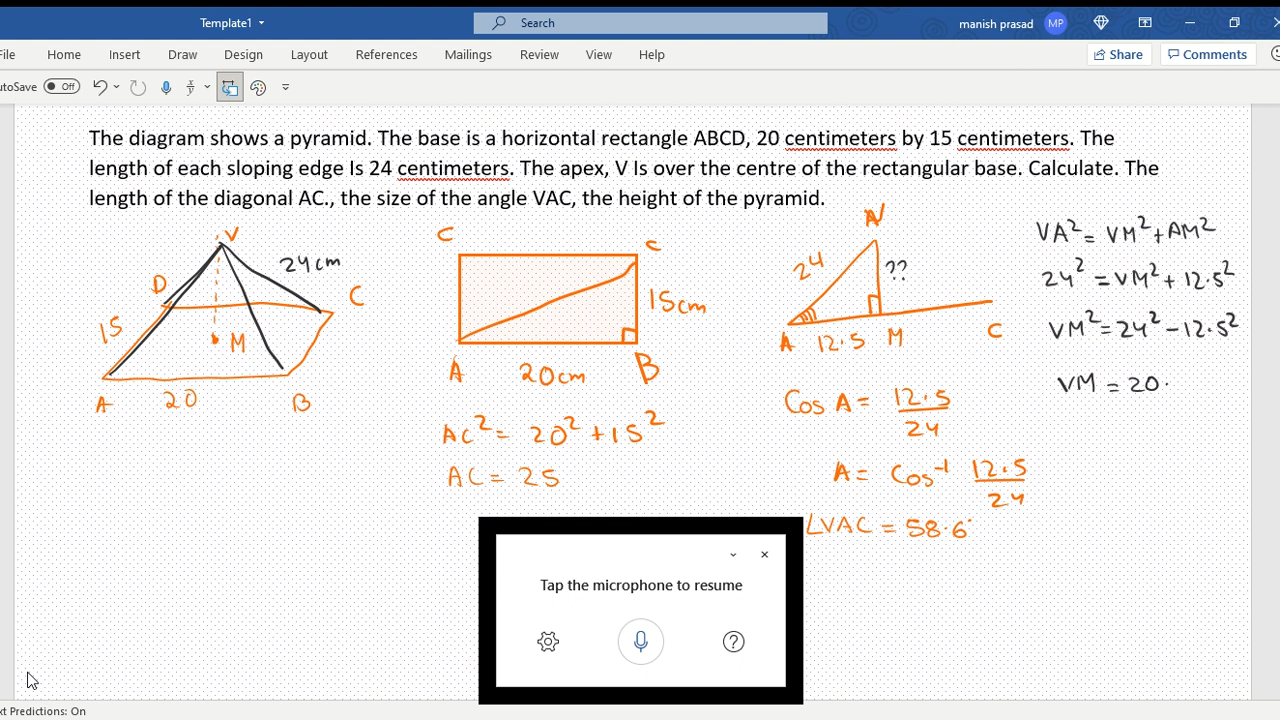 Template1
Search
manish prasad
MP
File
Home
Insert
Draw
Design
Layout
References
Mailings
Review
View
Help
Share
Comments
utoSave
Off
x/y
The diagram shows a pyramid. The base is a horizontal rectangle ABCD, 20 centimeters by 15 centimeters. The
length of each sloping edge Is 24 centimeters. The apex, V Is over the centre of the rectangular base. Calculate. The
length of the diagonal AC., the size of the angle VAC, the height of the pyramid.
V
24cm
D
C
15
M
A
20
B
C
C
15cm
A
20cm
B
AC² = 20² + 15²
AC = 25
24
??
A
12.5
M
C
Cos A = 12.5/24
A = Cos⁻¹ 12.5/24
∠VAC = 58.6°
VA² = VM² + AM²
24² = VM² + 12.5²
VM² = 24² - 12.5²
VM = 20.
Tap the microphone to resume
xt Predictions: On